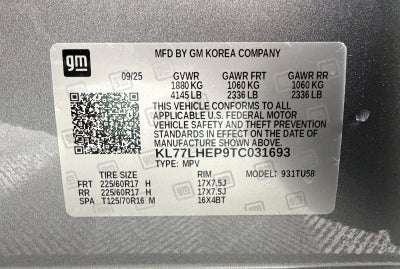 gm
MFD BY GM KOREA COMPANY
09/25 GVWR GAWR FRT GAWR RR
1880 KG 1060 KG 1060 KG
4145 LB 2336 LB 2336 LB
THIS VEHICLE CONFORMS TO ALL
APPLICABLE U.S. FEDERAL MOTOR
VEHICLE SAFETY AND THEFT PREVENTION
STANDARDS IN EFFECT ON THE DATE OF
MANUFACTURE SHOWN ABOVE.
KL77LHEP9TC031693
TYPE: MPV MODEL: 931TU58
TIRE SIZE RIM
FRT 225/60R17 H 17X7.5J
RR 225/60R17 H 17X7.5J
SPA T125/70R16 M 16X4BT